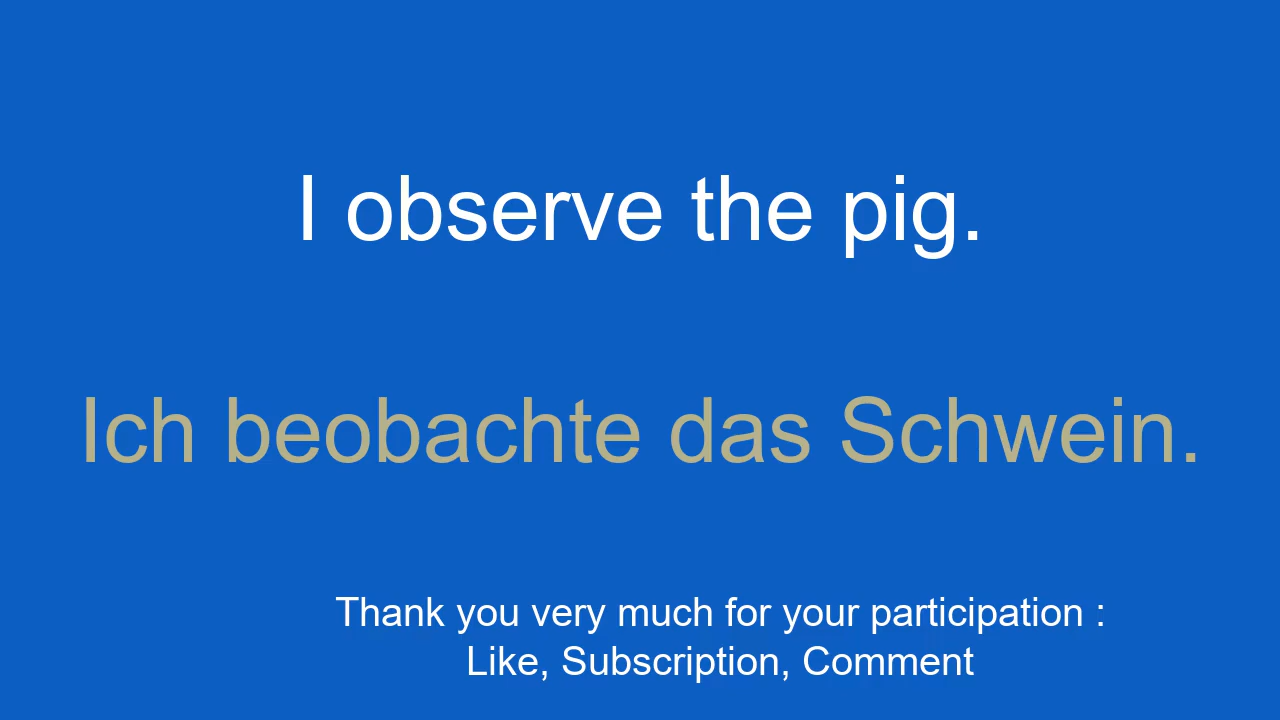 I observe the pig.
Ich beobachte das Schwein.
Thank you very much for your participation :
Like, Subscription, Comment